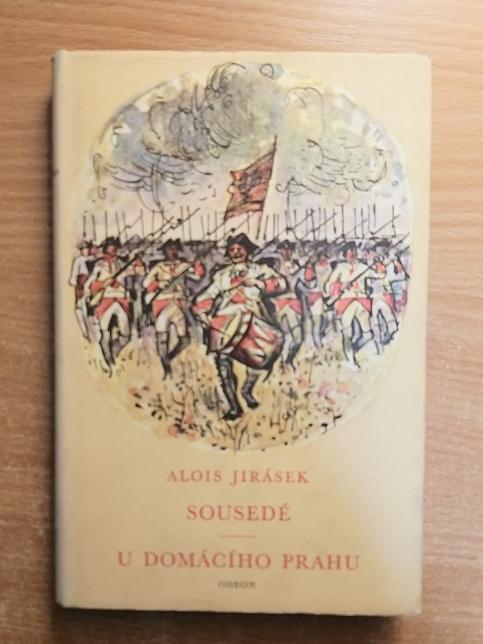 ALOIS JIRÁSEK
SOUSEDÉ
U DOMÁCÍHO PRAHU
ODEON